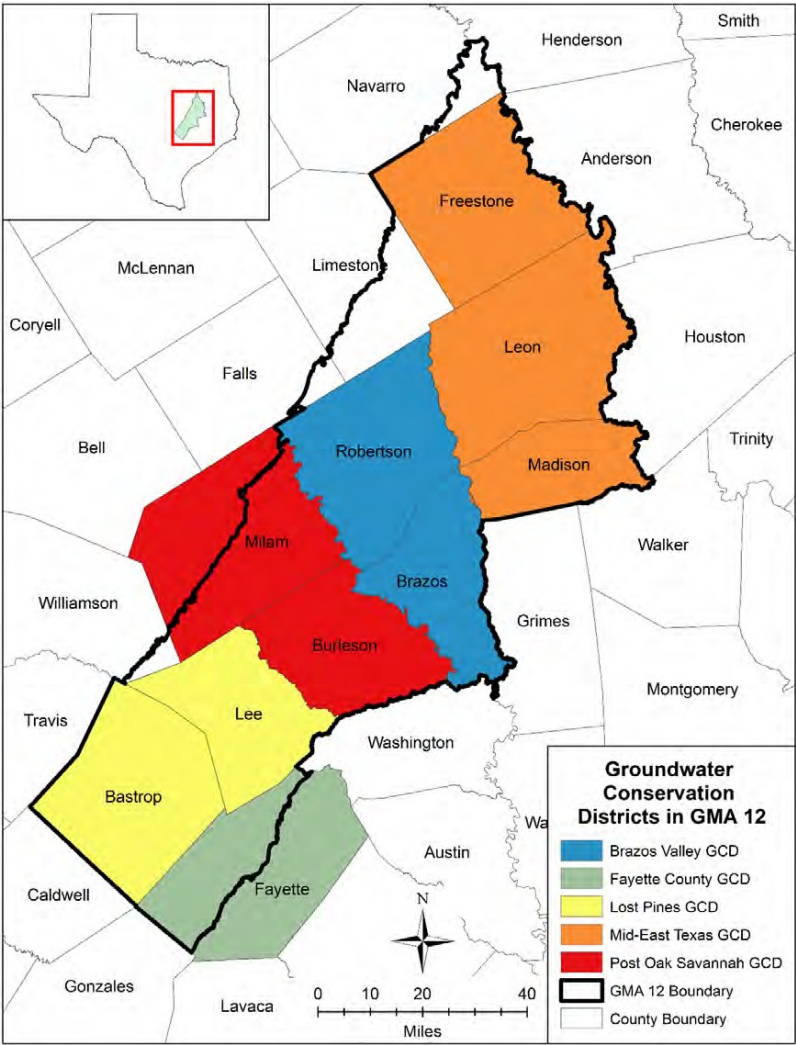 Smith
Henderson
Navarro
Cherokee
Anderson
Freestone
McLennan
Limestone
Coryell
Houston
Leon
Falls
Bell
Robertson
Trinity
Madison
Milam
Walker
Brazos
Williamson
Grimes
Burleson
Montgomery
Travis
Lee
Washington
Bastrop
Wa
Austin
Caldwell
Fayette
N
Gonzales
Lavaca
0 10 20 40
Miles
Groundwater
Conservation
Districts in GMA 12
Brazos Valley GCD
Fayette County GCD
Lost Pines GCD
Mid-East Texas GCD
Post Oak Savannah GCD
GMA 12 Boundary
County Boundary